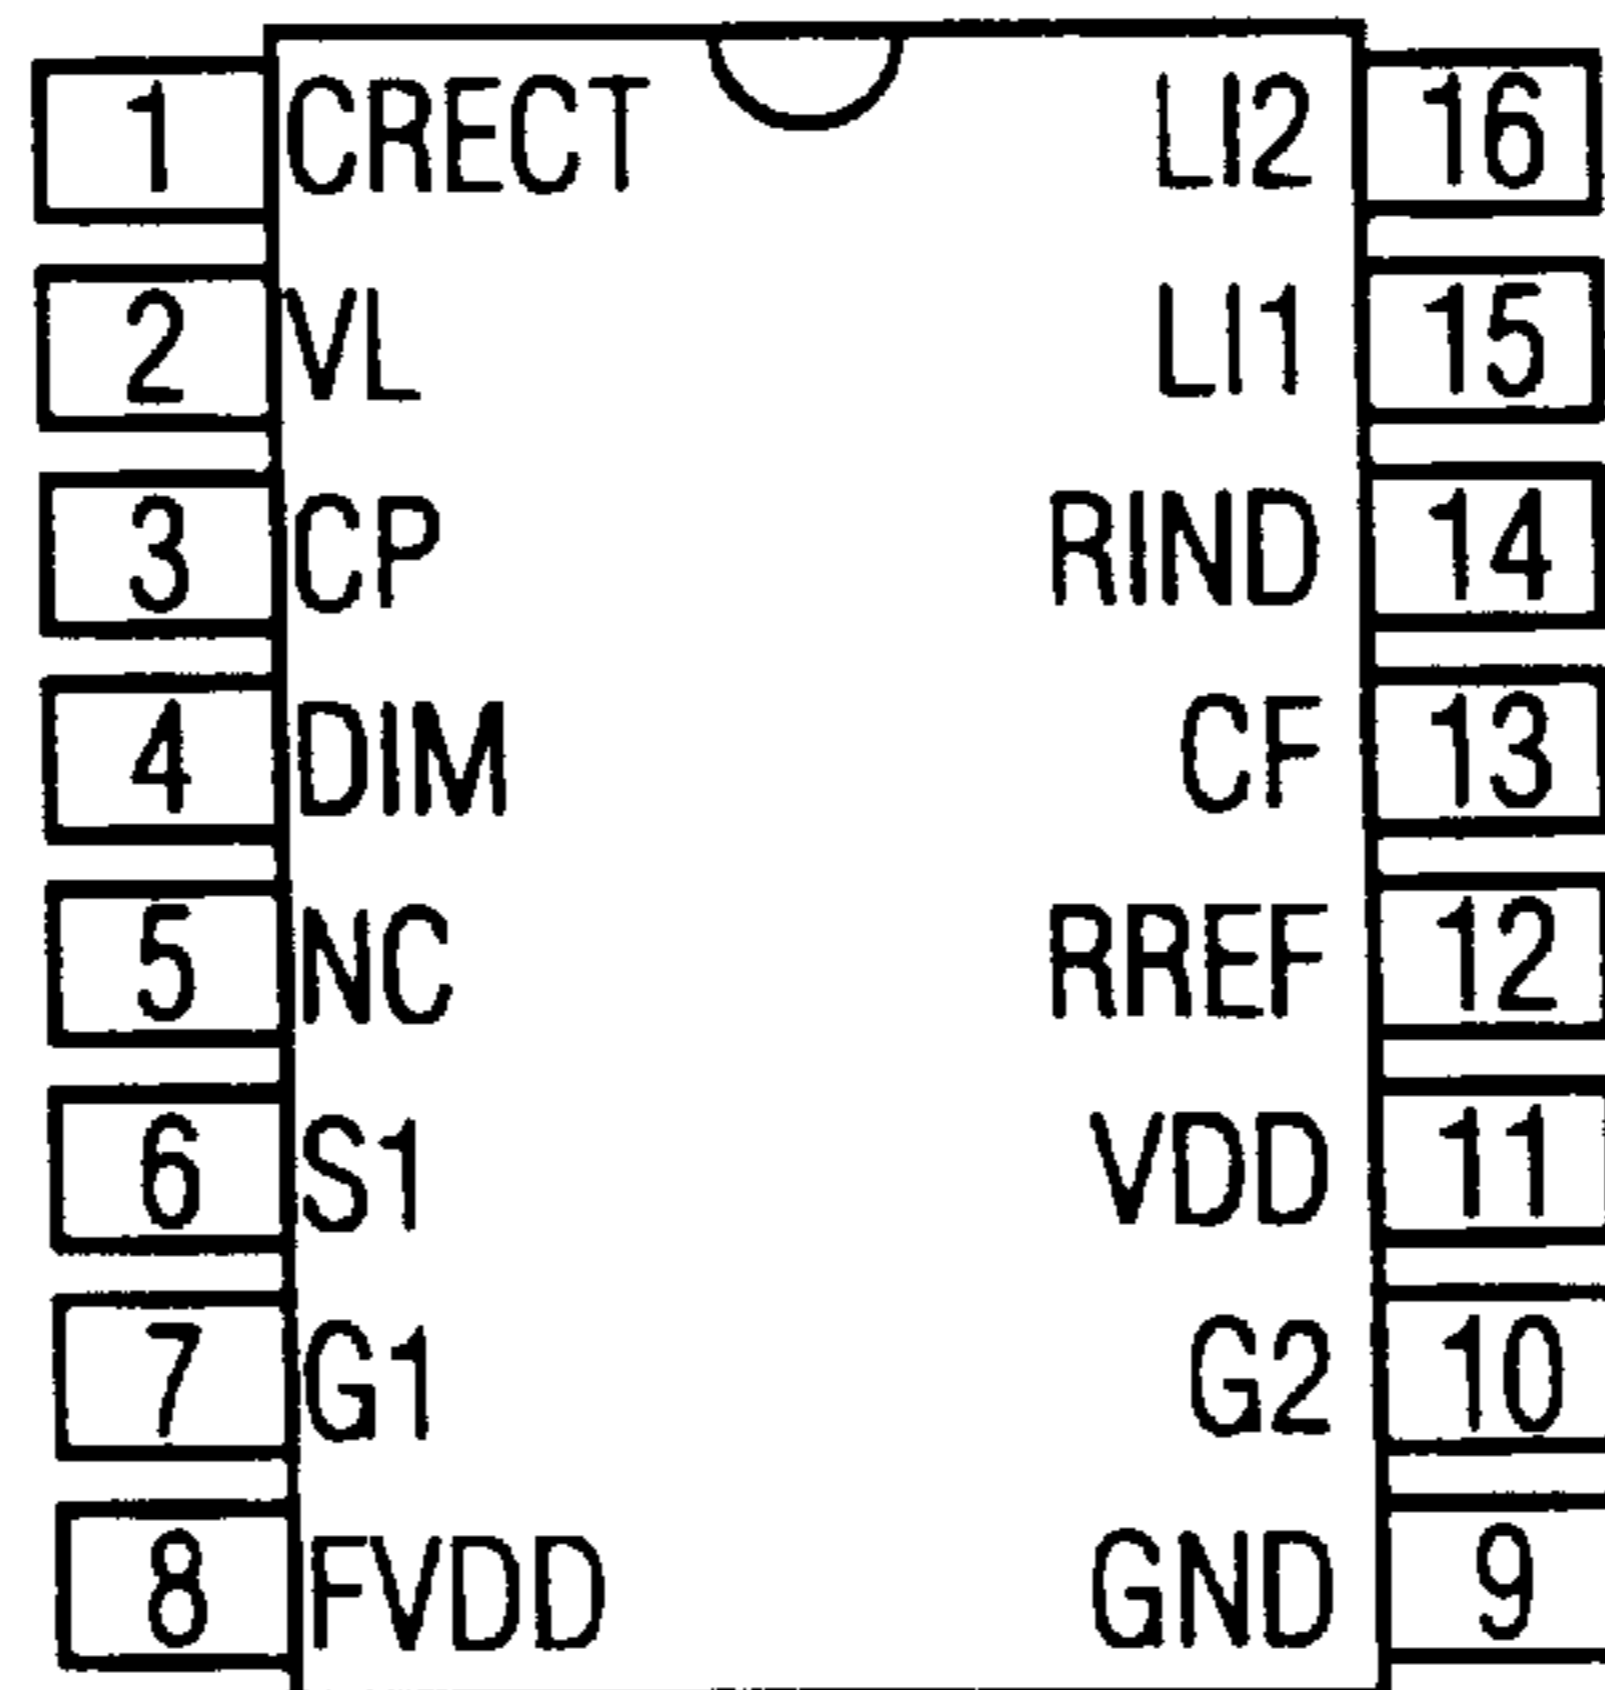 1 CRECT LI2 16
2 VL LI1 15
3 CP RIND 14
4 DIM CF 13
5 NC RREF 12
6 S1 VDD 11
7 G1 G2 10
8 FVDD GND 9